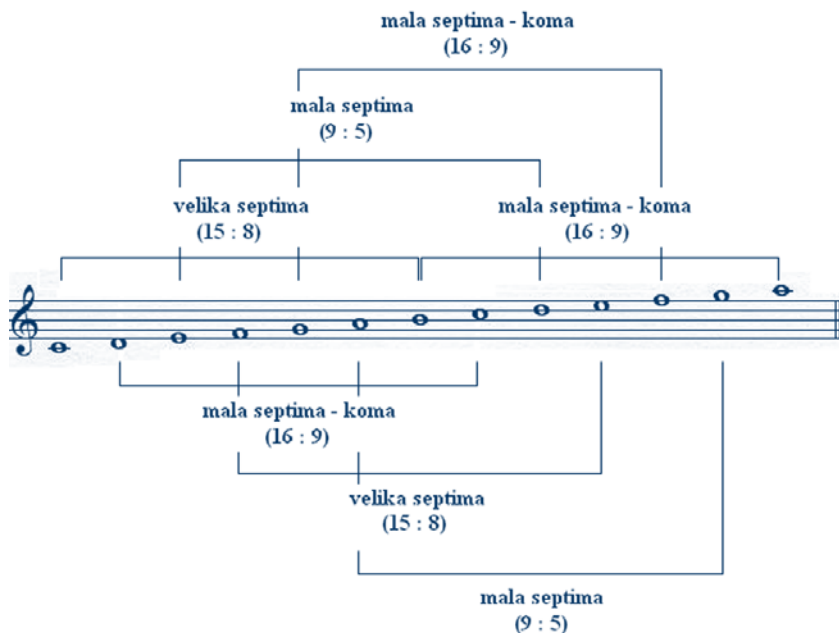 mala septima - koma
(16 : 9)
mala septima
(9 : 5)
velika septima
(15 : 8)
mala septima - koma
(16 : 9)
mala septima - koma
(16 : 9)
velika septima
(15 : 8)
mala septima
(9 : 5)